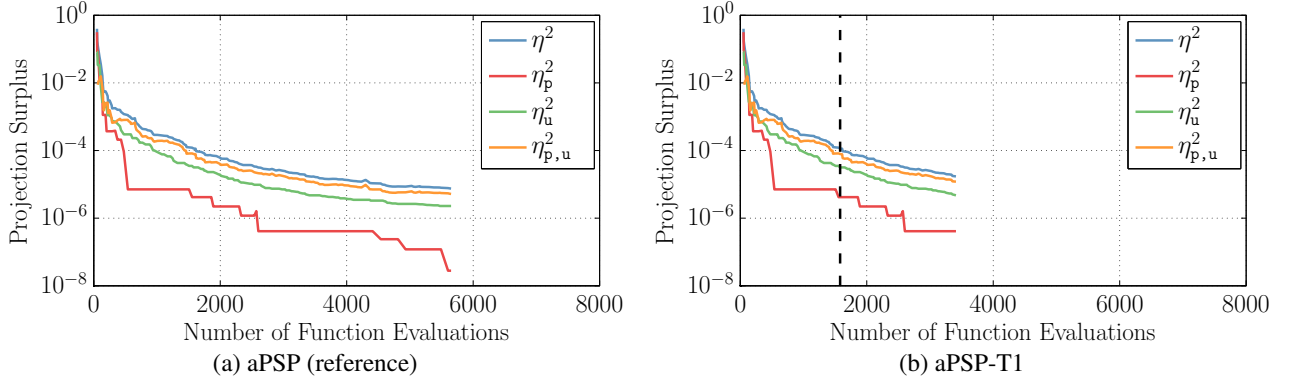 10^0
10^-2
10^-4
10^-6
10^-8
Projection Surplus
0 2000 4000 6000 8000
Number of Function Evaluations
η^2
η_p^2
η_u^2
η_{p,u}^2
(a) aPSP (reference)
10^0
10^-2
10^-4
10^-6
10^-8
Projection Surplus
0 2000 4000 6000 8000
Number of Function Evaluations
η^2
η_p^2
η_u^2
η_{p,u}^2
(b) aPSP-T1